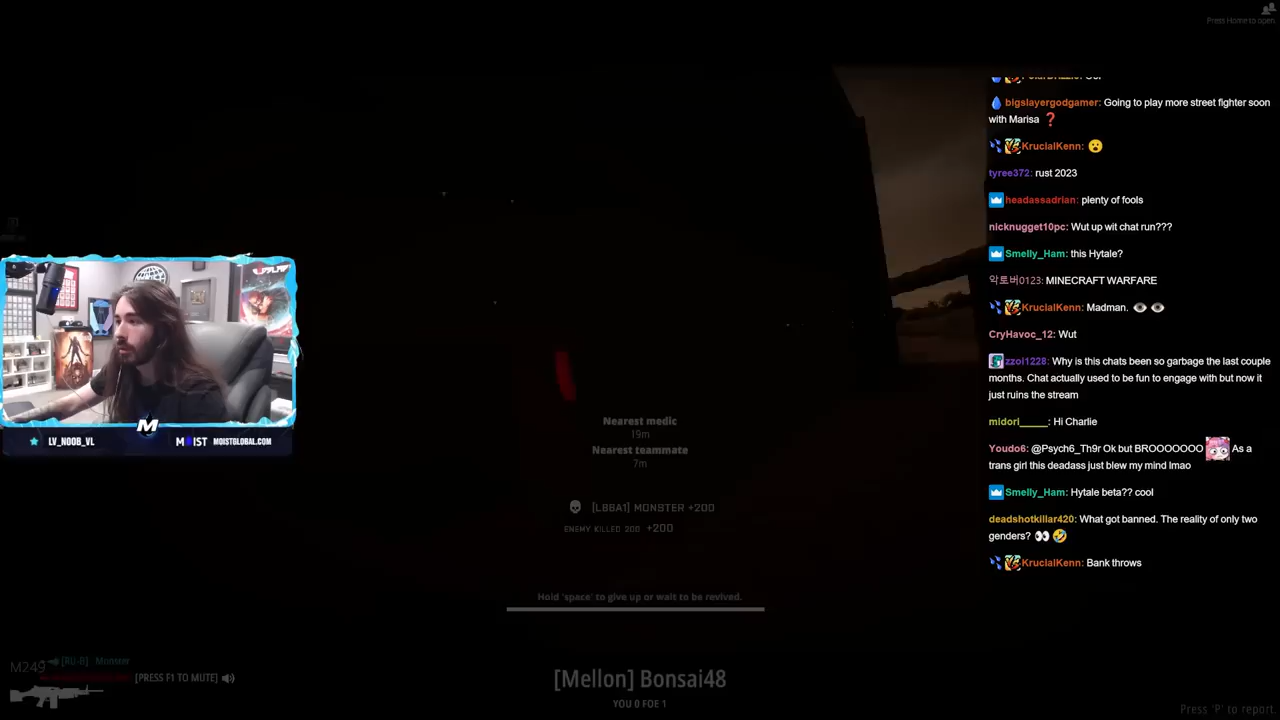 Press Home to open
bigslayergodgamer: Going to play more street fighter soon
with Marisa ❓
KrucialKenn: 😮
tyree372: rust 2023
headassadrian: plenty of fools
nicknugget10pc: Wut up wit chat run???
Smelly_Ham: this Hytale?
악로버0123: MINECRAFT WARFARE
KrucialKenn: Madman. 👁️ 👁️
CryHavoc_12: Wut
zzol1228: Why is this chats been so garbage the last couple
months. Chat actually used to be fun to engage with but now it
just ruins the stream
midori_____: Hi Charlie
Youdo6: @Psych6_Th9r Ok but BROOOOOOO As a
trans girl this deadass just blew my mind lmao
Smelly_Ham: Hytale beta?? cool
deadshotkillar420: What got banned. The reality of only two
genders? 👀 🤣
KrucialKenn: Bank throws
LV_N00B_VL
M
MOIST MOISTGLOBAL.COM
Nearest medic
19m
Nearest teammate
7m
[LBBA1] MONSTER +200
ENEMY KILLED 200 +200
Hold 'space' to give up or wait to be revived.
M249
[RU-B] Monster
[PRESS F1 TO MUTE]
[Mellon] Bonsai48
YOU 0 FOE 1
Press 'P' to report